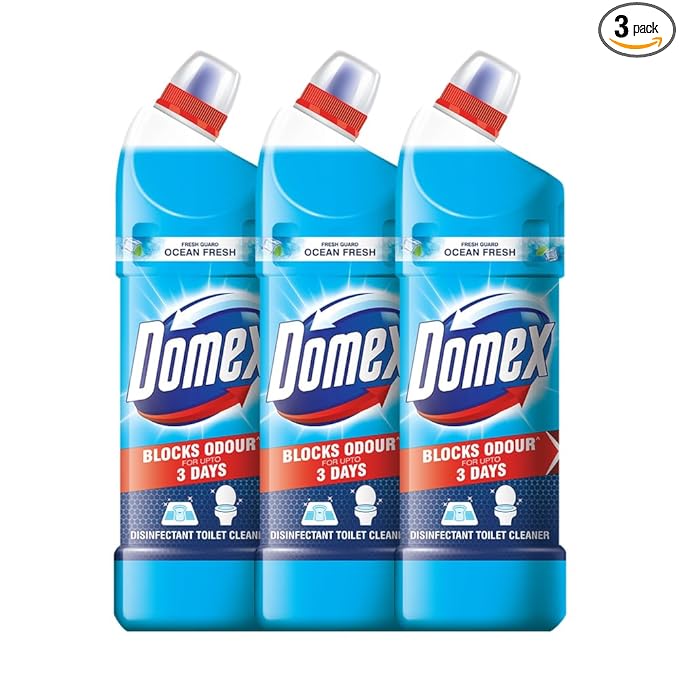 3 pack
FRESH GUARD
OCEAN FRESH
Domex
BLOCKS ODOUR^
FOR UPTO
3 DAYS
DISINFECTANT TOILET CLEAN
FRESH GUARD
OCEAN FRESH
Domex
BLOCKS ODOUR^
FOR UPTO
3 DAYS
DISINFECTANT TOILET CLEAN
FRESH GUARD
OCEAN FRESH
Domex
BLOCKS ODOUR^
FOR UPTO
3 DAYS
DISINFECTANT TOILET CLEANER